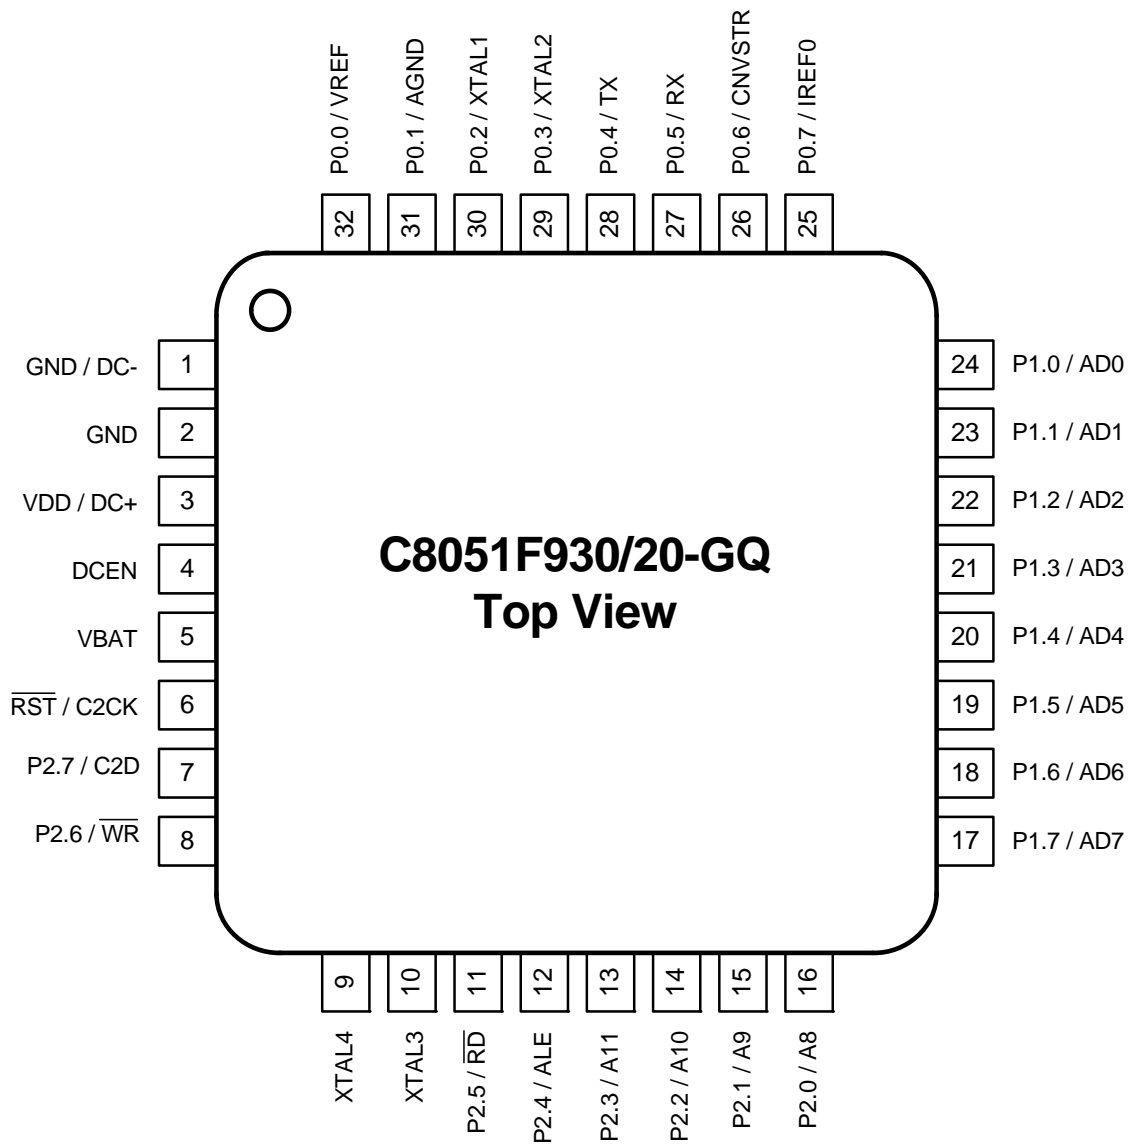 P0.0 / VREF
P0.1 / AGND
P0.2 / XTAL1
P0.3 / XTAL2
P0.4 / TX
P0.5 / RX
P0.6 / CNVSTR
P0.7 / IREF0
32
31
30
29
28
27
26
25
GND / DC-
1
GND
2
VDD / DC+
3
DCEN
4
VBAT
5
RST / C2CK
6
P2.7 / C2D
7
P2.6 / WR
8
C8051F930/20-GQ
Top View
24
P1.0 / AD0
23
P1.1 / AD1
22
P1.2 / AD2
21
P1.3 / AD3
20
P1.4 / AD4
19
P1.5 / AD5
18
P1.6 / AD6
17
P1.7 / AD7
9
10
11
12
13
14
15
16
XTAL4
XTAL3
P2.5 / RD
P2.4 / ALE
P2.3 / A11
P2.2 / A10
P2.1 / A9
P2.0 / A8